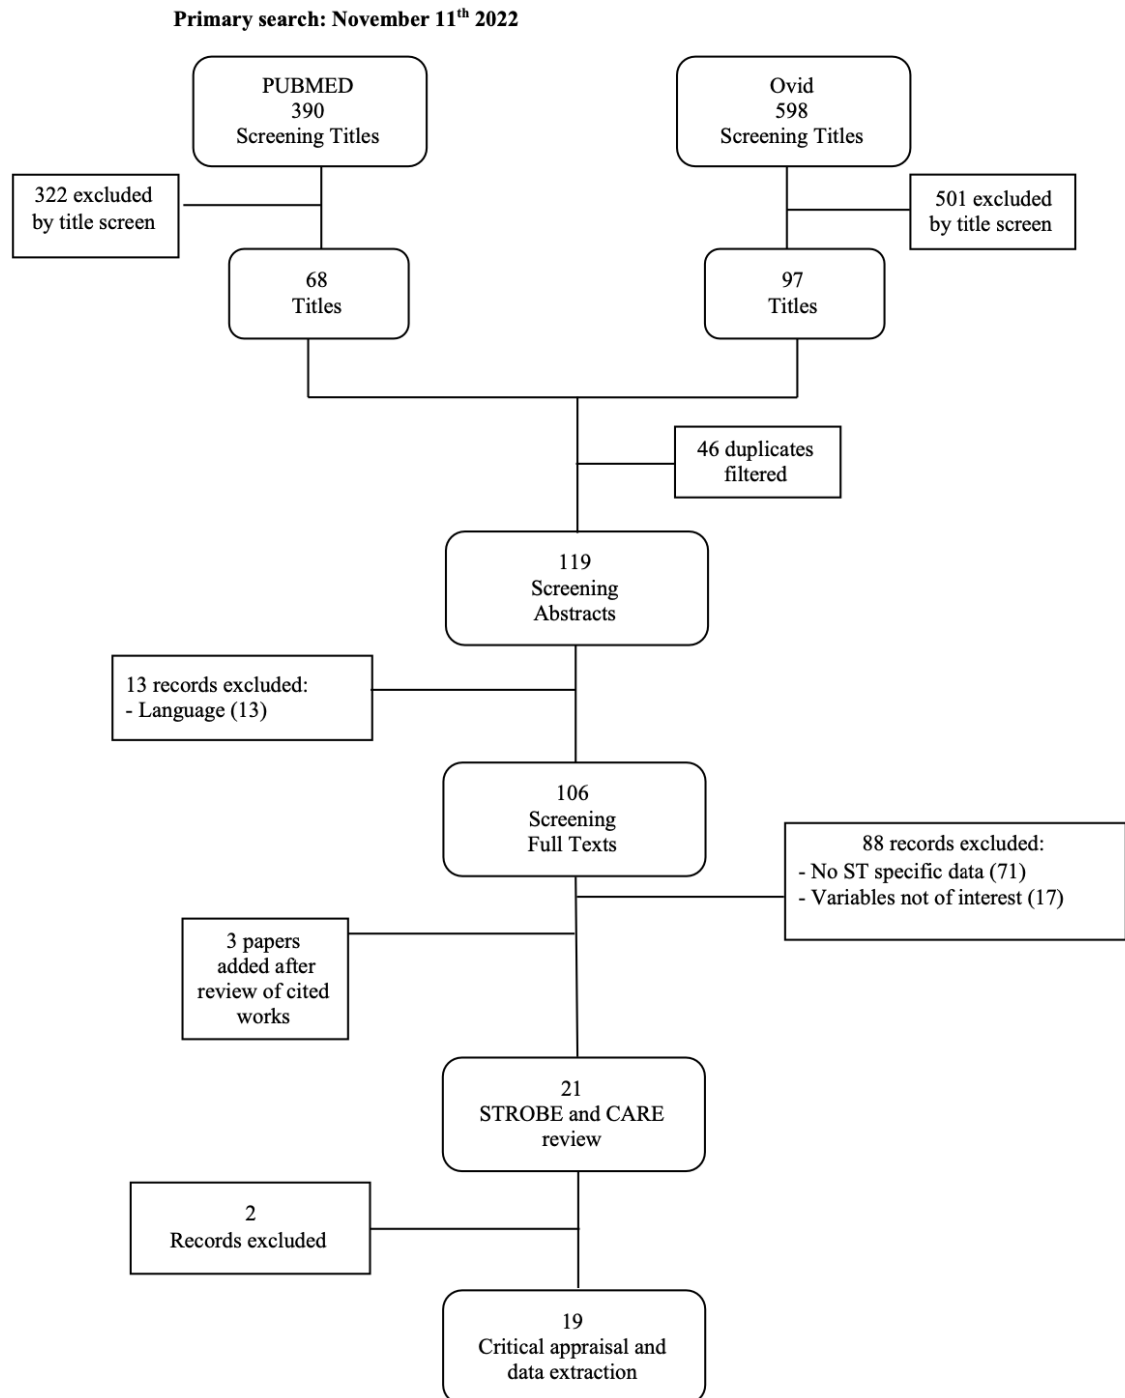 Primary search: November 11th 2022
PUBMED
390
Screening Titles
Ovid
598
Screening Titles
322 excluded
by title screen
501 excluded
by title screen
68
Titles
97
Titles
46 duplicates
filtered
119
Screening
Abstracts
13 records excluded:
- Language (13)
106
Screening
Full Texts
88 records excluded:
- No ST specific data (71)
- Variables not of interest (17)
3 papers
added after
review of cited
works
21
STROBE and CARE
review
2
Records excluded
19
Critical appraisal and
data extraction